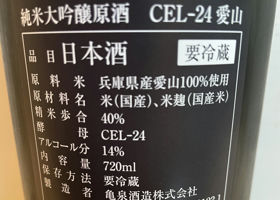 純米大吟醸原酒 CEL-24 愛山
品目 日本酒 要冷蔵
原料米 兵庫県産愛山100%使用
原材料名 米(国産)、米麹(国産米)
精米歩合 40%
酵母 CEL-24
アルコール分 14%
内容量 720ml
保存方法 要冷蔵
製造者 亀泉酒造株式会社